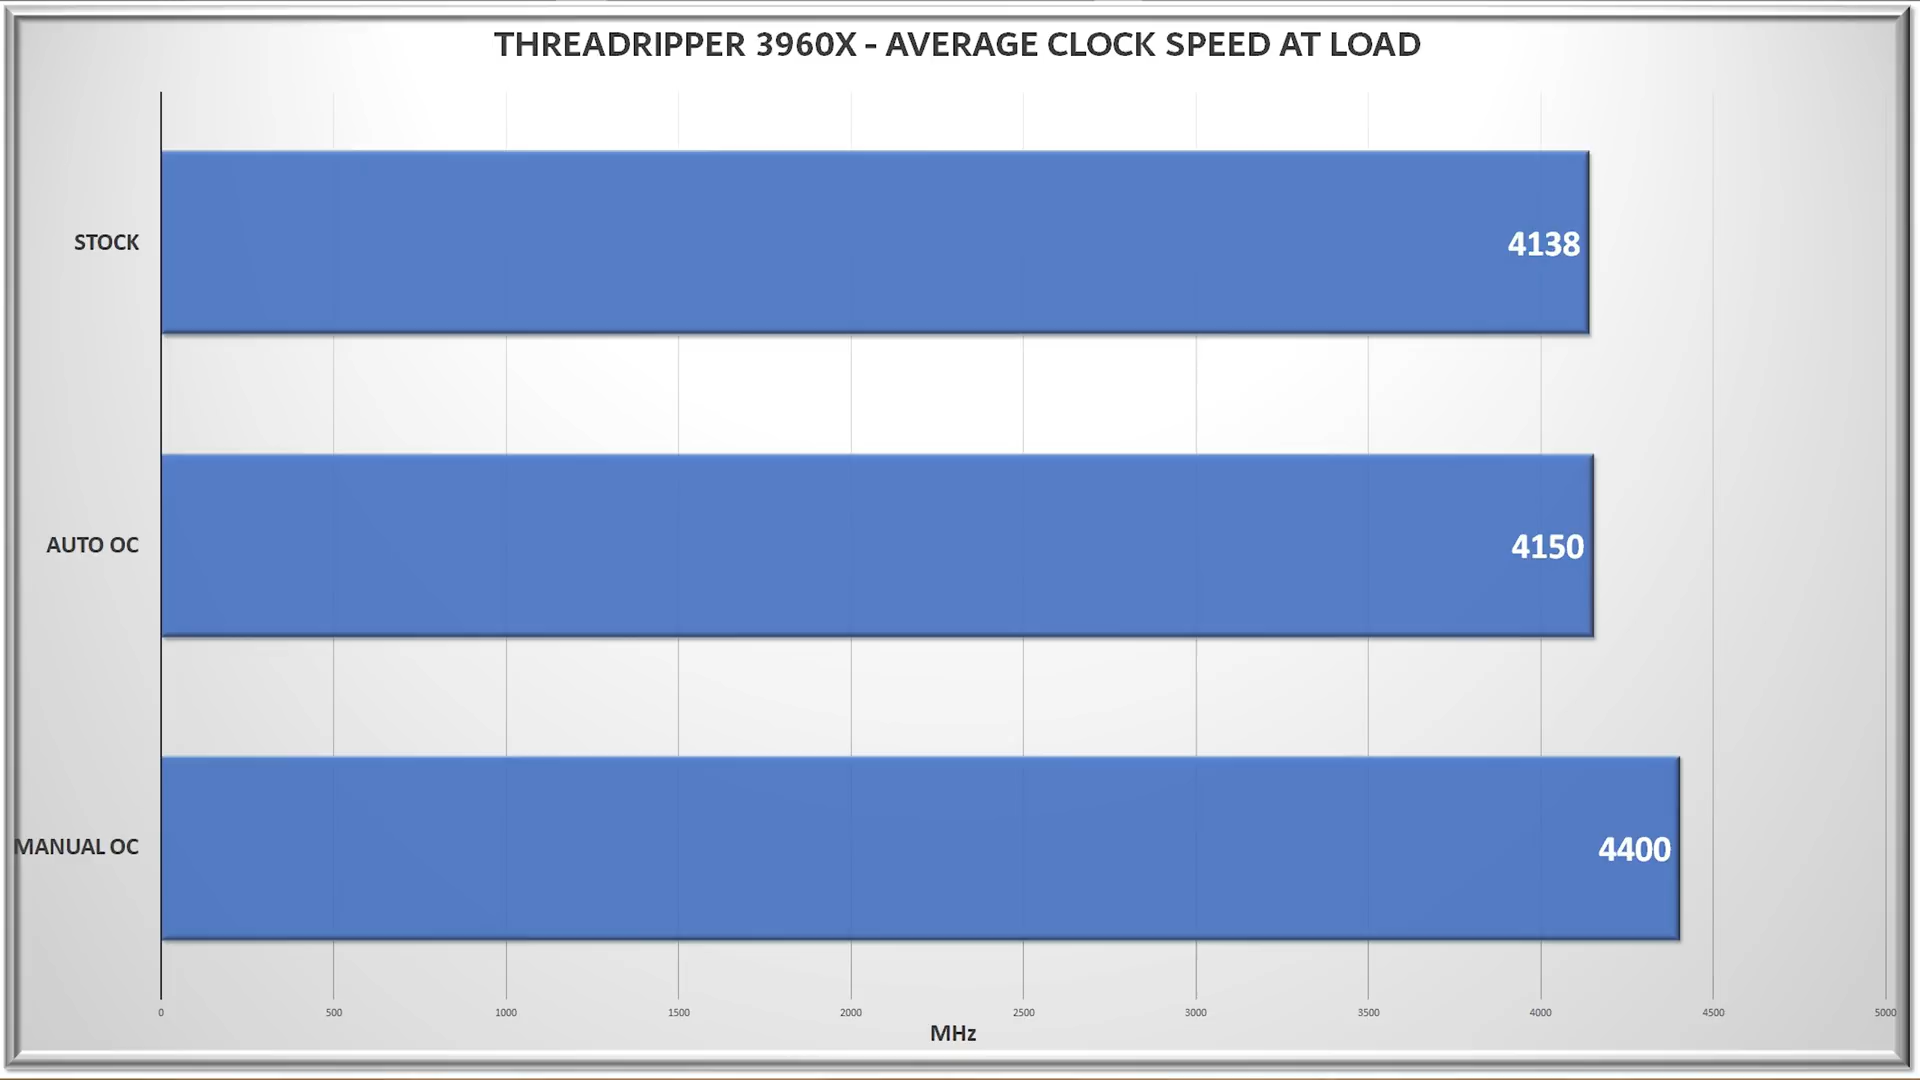 THREADRIPPER 3960X - AVERAGE CLOCK SPEED AT LOAD
STOCK
4138
AUTO OC
4150
MANUAL OC
4400
0 500 1000 1500 2000 2500 3000 3500 4000 4500 5000
MHz